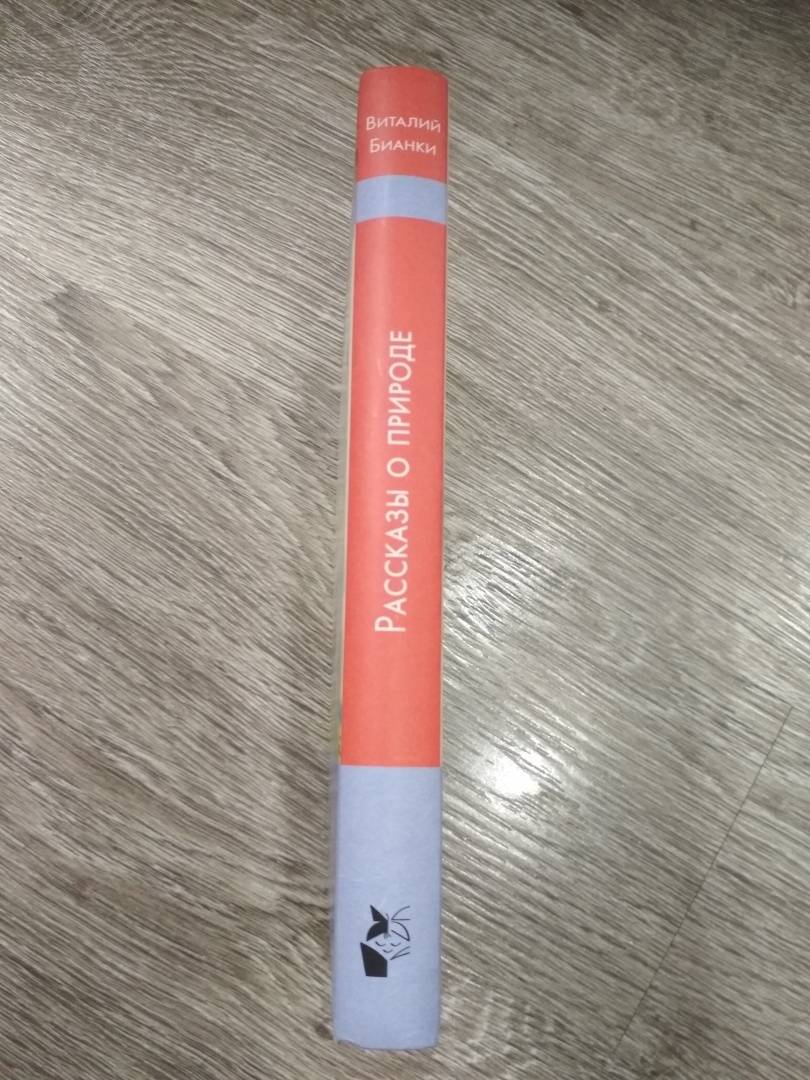 Виталий
Бианки
Рассказы о природе